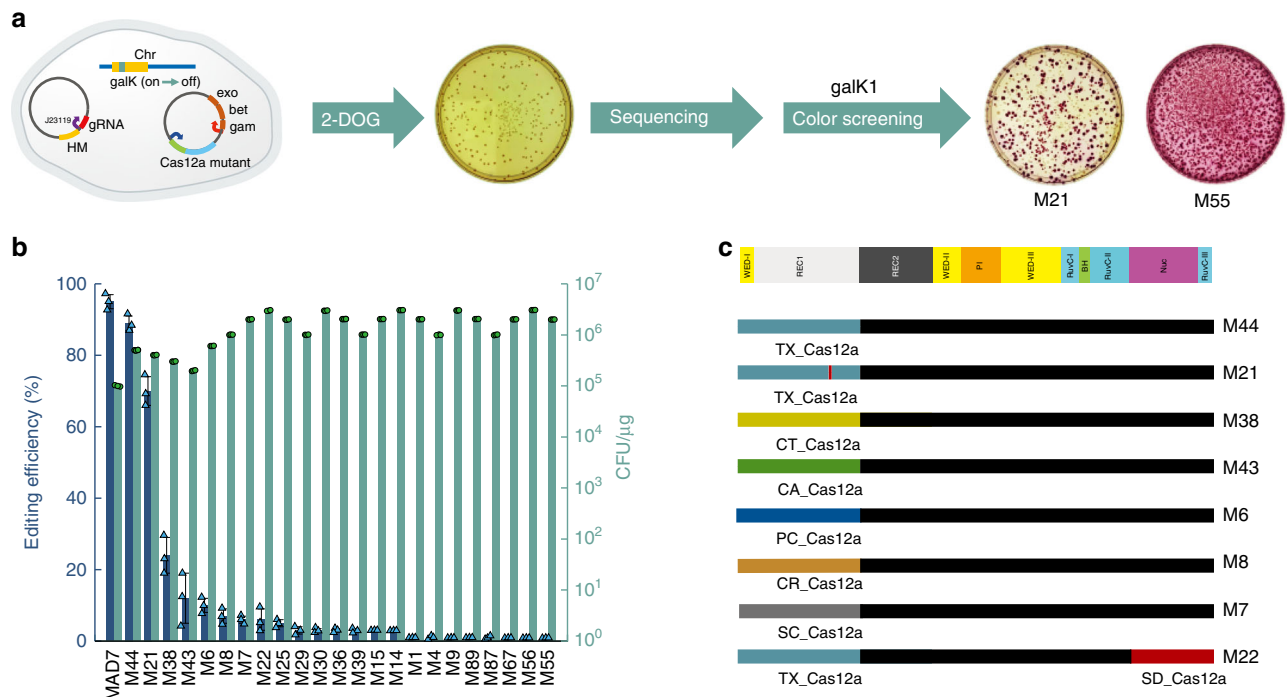 a
Chr
galK (on → off)
exo
bet
gam
J23119
gRNA
HM
Cas12a mutant
2-DOG
Sequencing
galK1
Color screening
M21
M55
b
Editing efficiency (%)
100
80
60
40
20
0
CFU/µg
10^7
10^6
10^5
10^4
10^3
10^2
10^1
10^0
MAD7
M44
M21
M38
M43
M6
M8
M7
M22
M25
M29
M30
M36
M39
M15
M14
M1
M4
M9
M89
M87
M67
M56
M55
c
WED-I
REC1
REC2
WED-II
PI
WED-III
RuvC-I
BH
RuvC-II
Nuc
RuvC-III
M44
TX_Cas12a
M21
TX_Cas12a
M38
CT_Cas12a
M43
CA_Cas12a
M6
PC_Cas12a
M8
CR_Cas12a
M7
SC_Cas12a
M22
TX_Cas12a SD_Cas12a